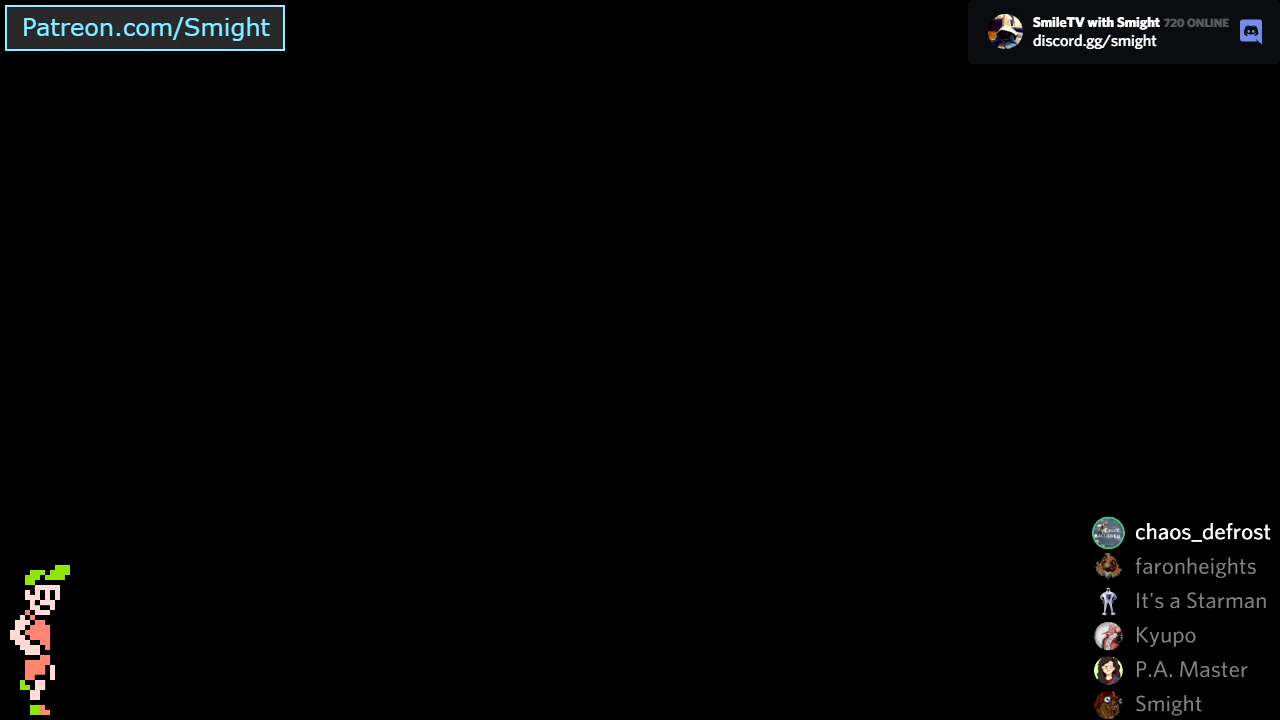 Patreon.com/Smight
SmileTV with Smight 720 ONLINE
discord.gg/smight
chaos_defrost
faronheights
It's a Starman
Kyupo
P.A. Master
Smight